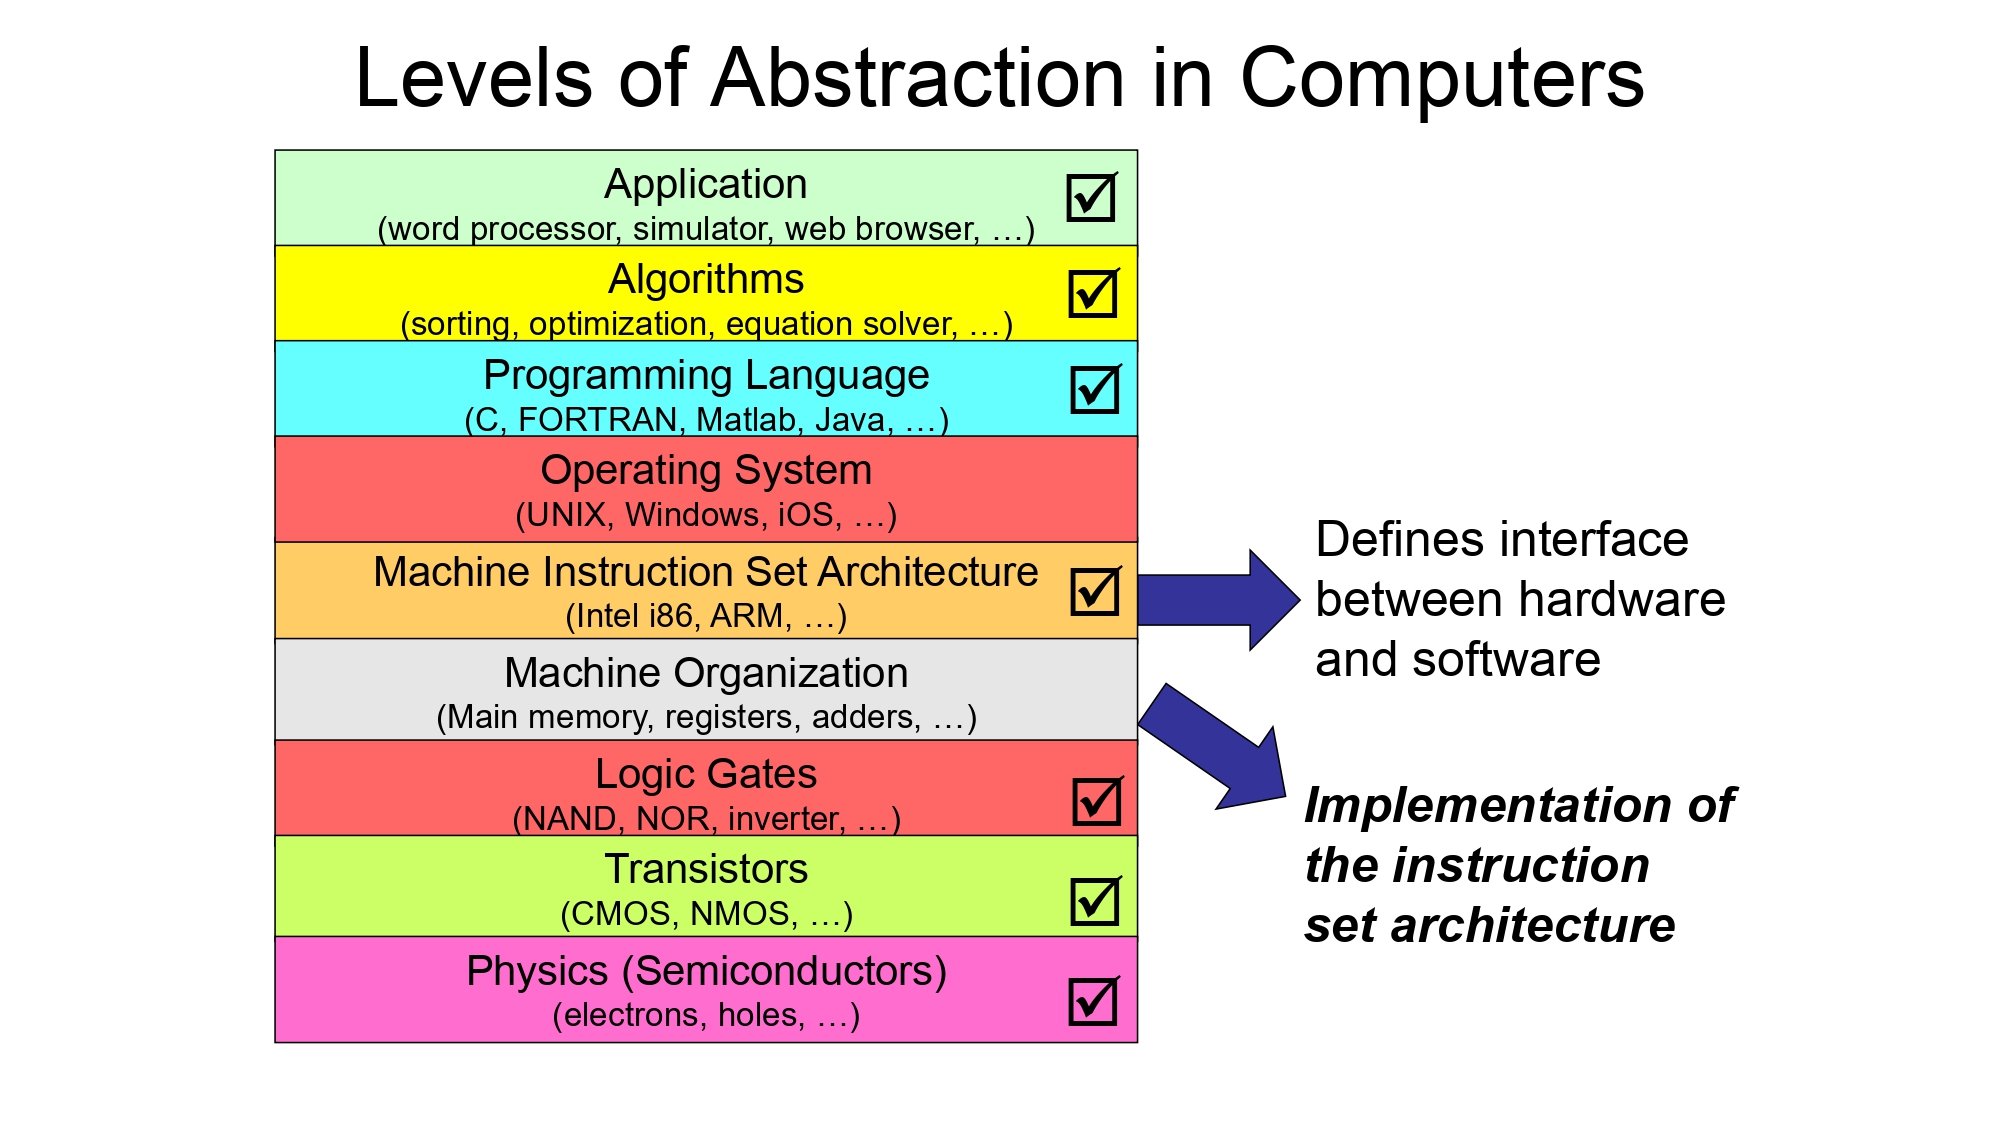 Levels of Abstraction in Computers
Application
(word processor, simulator, web browser, …)
Algorithms
(sorting, optimization, equation solver, …)
Programming Language
(C, FORTRAN, Matlab, Java, …)
Operating System
(UNIX, Windows, iOS, …)
Machine Instruction Set Architecture
(Intel i86, ARM, …)
Machine Organization
(Main memory, registers, adders, …)
Logic Gates
(NAND, NOR, inverter, …)
Transistors
(CMOS, NMOS, …)
Physics (Semiconductors)
(electrons, holes, …)
Defines interface
between hardware
and software
Implementation of
the instruction
set architecture